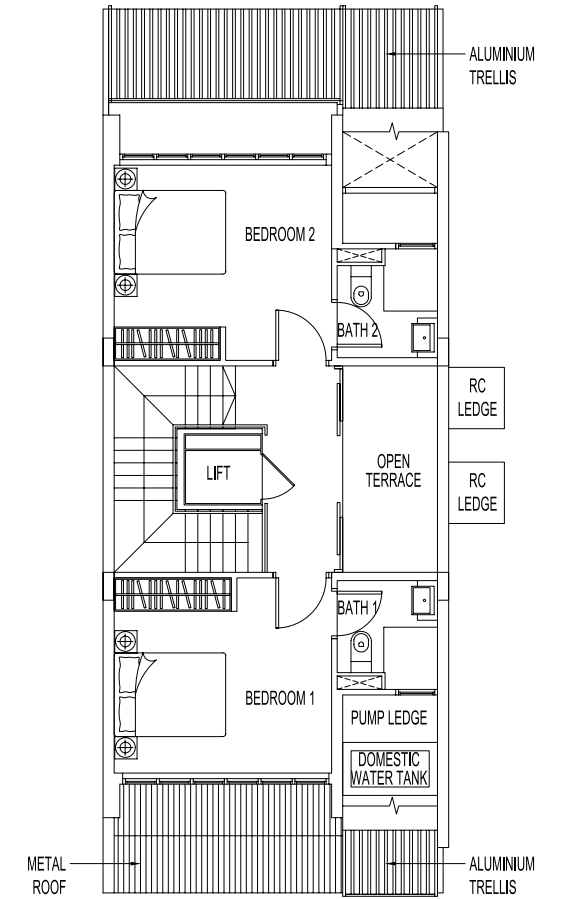 ALUMINIUM
TRELLIS
BEDROOM 2
BATH 2
RC
LEDGE
LIFT
OPEN
TERRACE
RC
LEDGE
BATH 1
BEDROOM 1
PUMP LEDGE
DOMESTIC
WATER TANK
METAL
ROOF
ALUMINIUM
TRELLIS